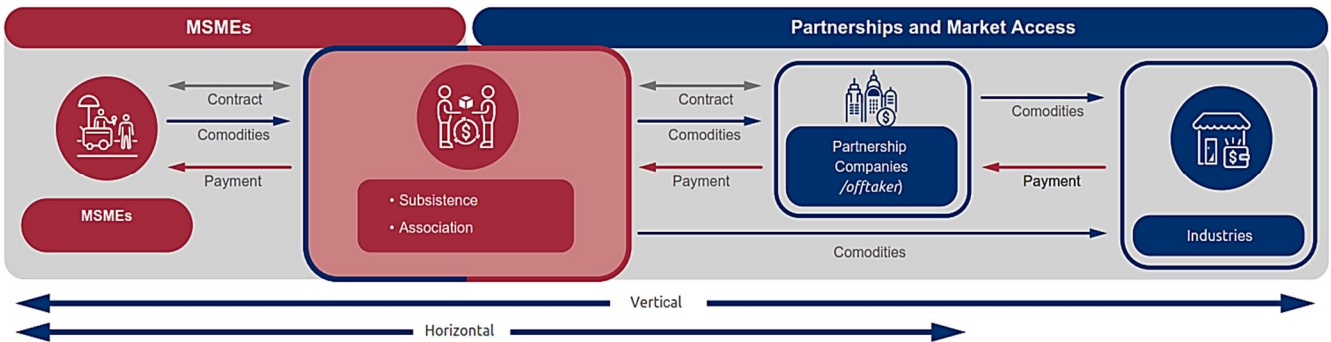 MSMEs
Partnerships and Market Access
Contract
Comodities
Payment
MSMEs
$
• Subsistence
• Association
Contract
Comodities
Payment
$
Partnership
Companies
/offtaker)
Comodities
Payment
Comodities
$
Industries
Vertical
Horizontal